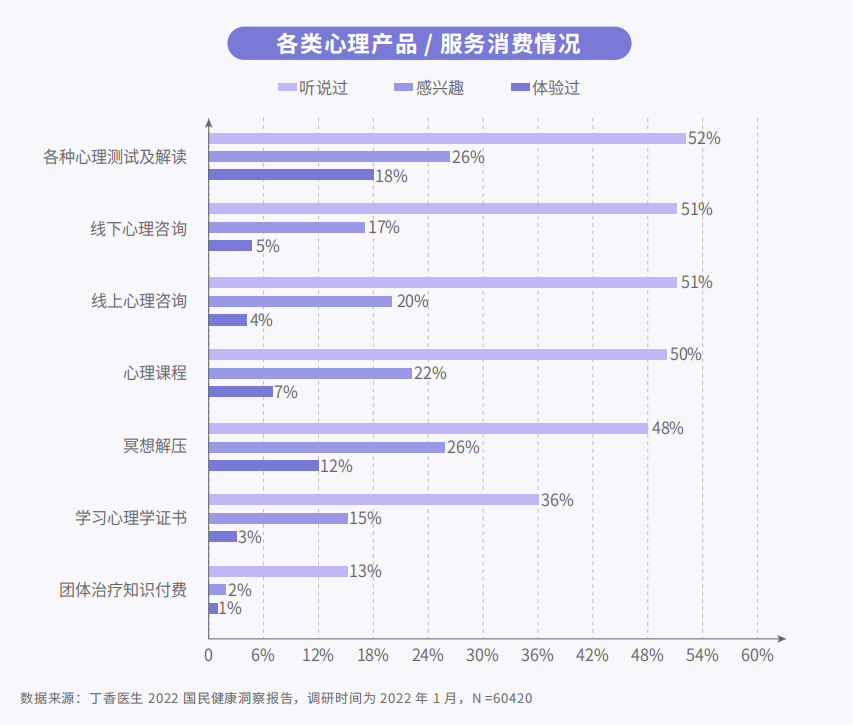 各类心理产品 / 服务消费情况
听说过 感兴趣 体验过
各种心理测试及解读 52%
26%
18%
线下心理咨询 51%
17%
5%
线上心理咨询 51%
20%
4%
心理课程 50%
22%
7%
冥想解压 48%
26%
12%
学习心理学证书 36%
15%
3%
团体治疗知识付费 13%
2%
1%
0 6% 12% 18% 24% 30% 36% 42% 48% 54% 60%
数据来源：丁香医生 2022 国民健康洞察报告，调研时间为 2022 年 1 月，N =60420